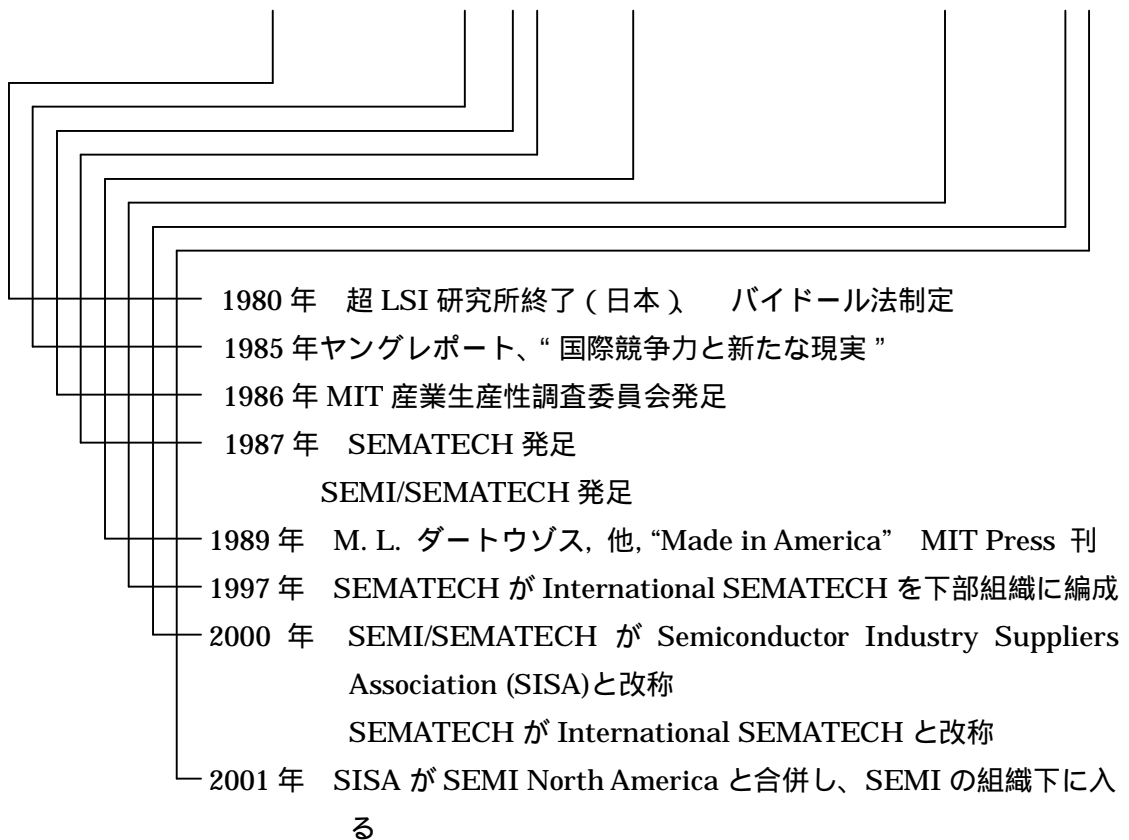 1980 年　超 LSI 研究所終了（日本）、　バイドール法制定
1985 年ヤングレポート、“ 国際競争力と新たな現実 ”
1986 年 MIT 産業生産性調査委員会発足
1987 年　SEMATECH 発足
SEMI/SEMATECH 発足
1989 年　M. L. ダートウゾス, 他, “Made in America”　MIT Press 刊
1997 年　SEMATECH が International SEMATECH を下部組織に編成
2000 年　SEMI/SEMATECH が Semiconductor Industry Suppliers
Association (SISA)と改称
SEMATECH が International SEMATECH と改称
2001 年　SISA が SEMI North America と合併し、SEMI の組織下に入
る